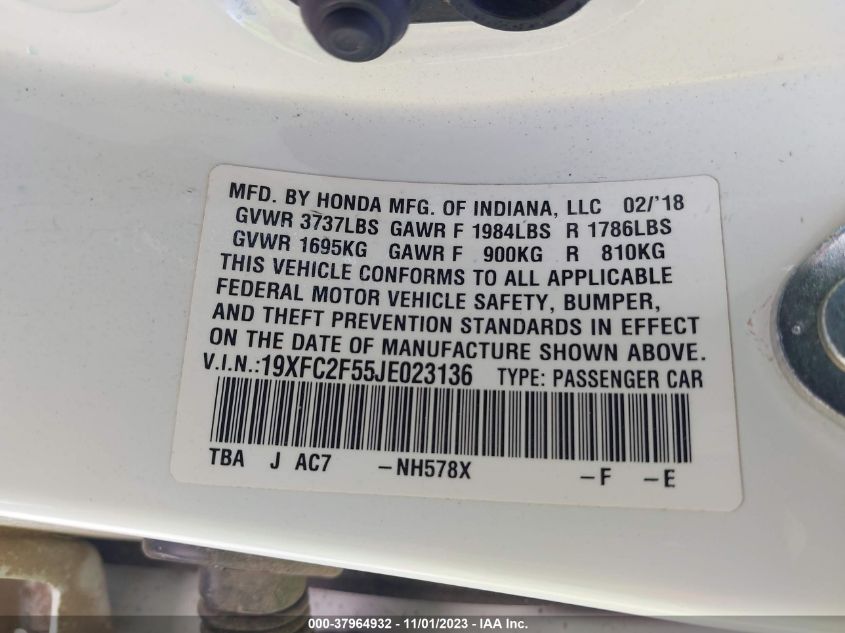 MFD. BY HONDA MFG. OF INDIANA, LLC 02/'18
GVWR 3737LBS GAWR F 1984LBS R 1786LBS
GVWR 1695KG GAWR F 900KG R 810KG
THIS VEHICLE CONFORMS TO ALL APPLICABLE
FEDERAL MOTOR VEHICLE SAFETY, BUMPER,
AND THEFT PREVENTION STANDARDS IN EFFECT
ON THE DATE OF MANUFACTURE SHOWN ABOVE.
V.I.N.:19XFC2F55JE023136 TYPE: PASSENGER CAR
TBA J AC7 -NH578X -F -E
000-37964932 - 11/01/2023 - IAA Inc.